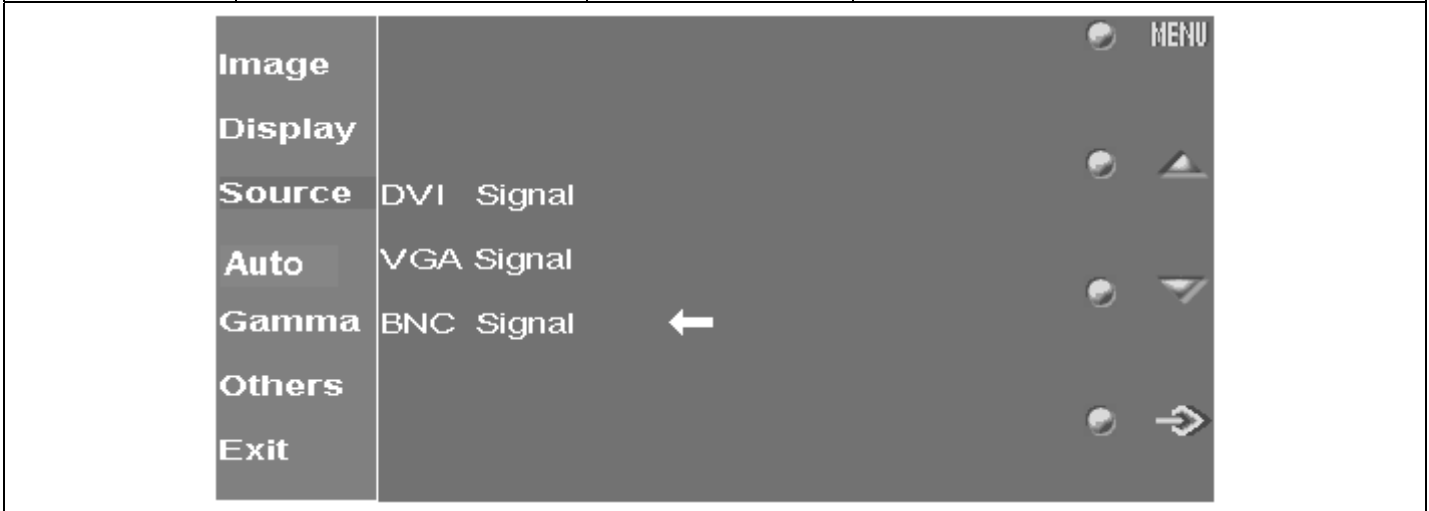 MENU
Image
Display
Source DVI Signal
Auto VGA Signal
Gamma BNC Signal
Others
Exit